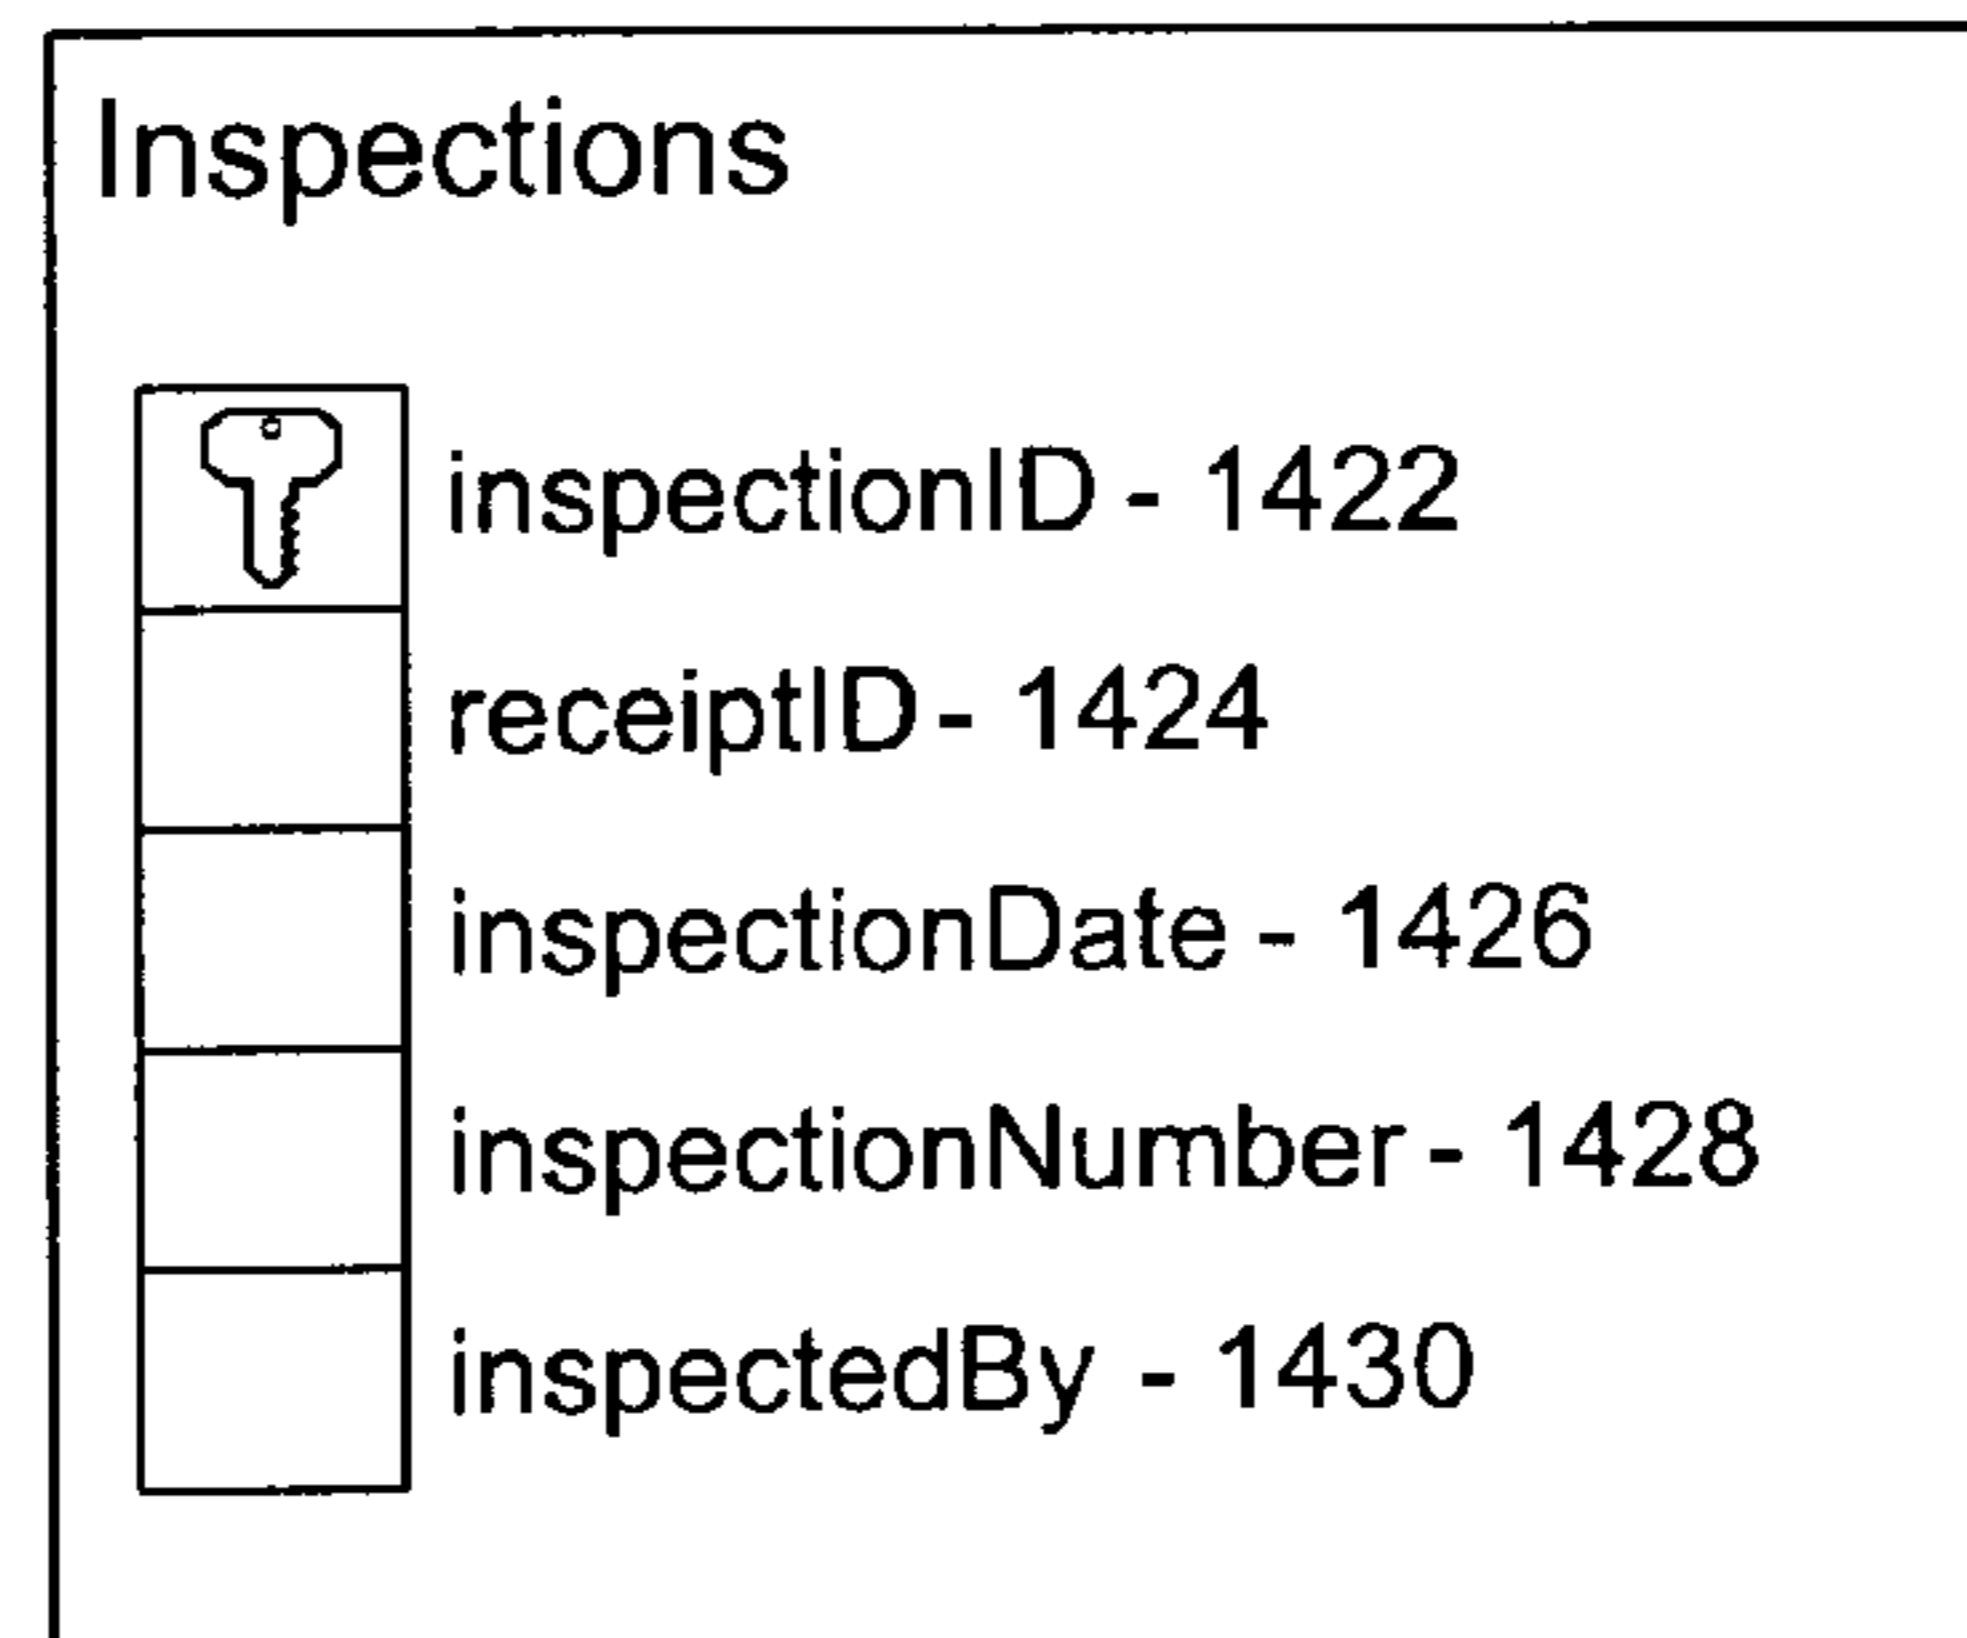 Inspections
inspectionID - 1422
receiptID - 1424
inspectionDate - 1426
inspectionNumber - 1428
inspectedBy - 1430